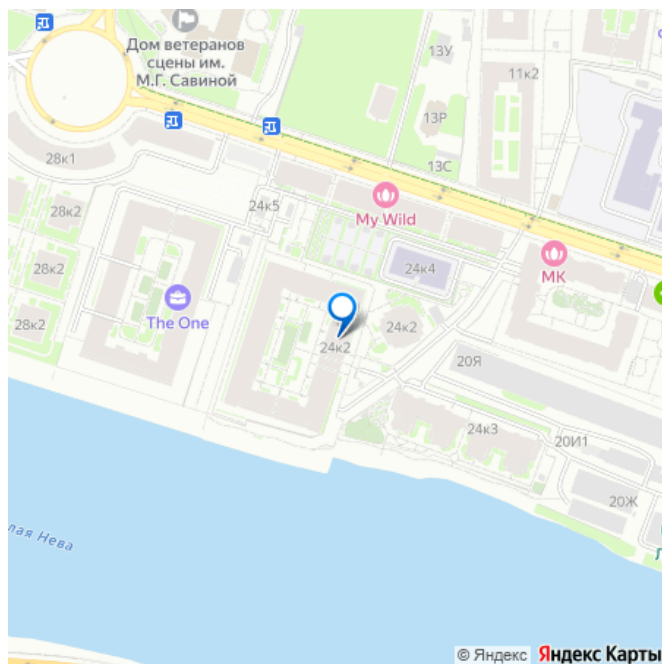 Дом ветеранов
сцены им.
М.Г. Савиной
13У
11к2
13Р
13С
28к1
My Wild
28к2
24к5
МК
28к2
24к4
The One
28к2
24к2
24к2
20Я
24к3
20И1
20Ж
лая Нева
© Яндекс Яндекс Карты